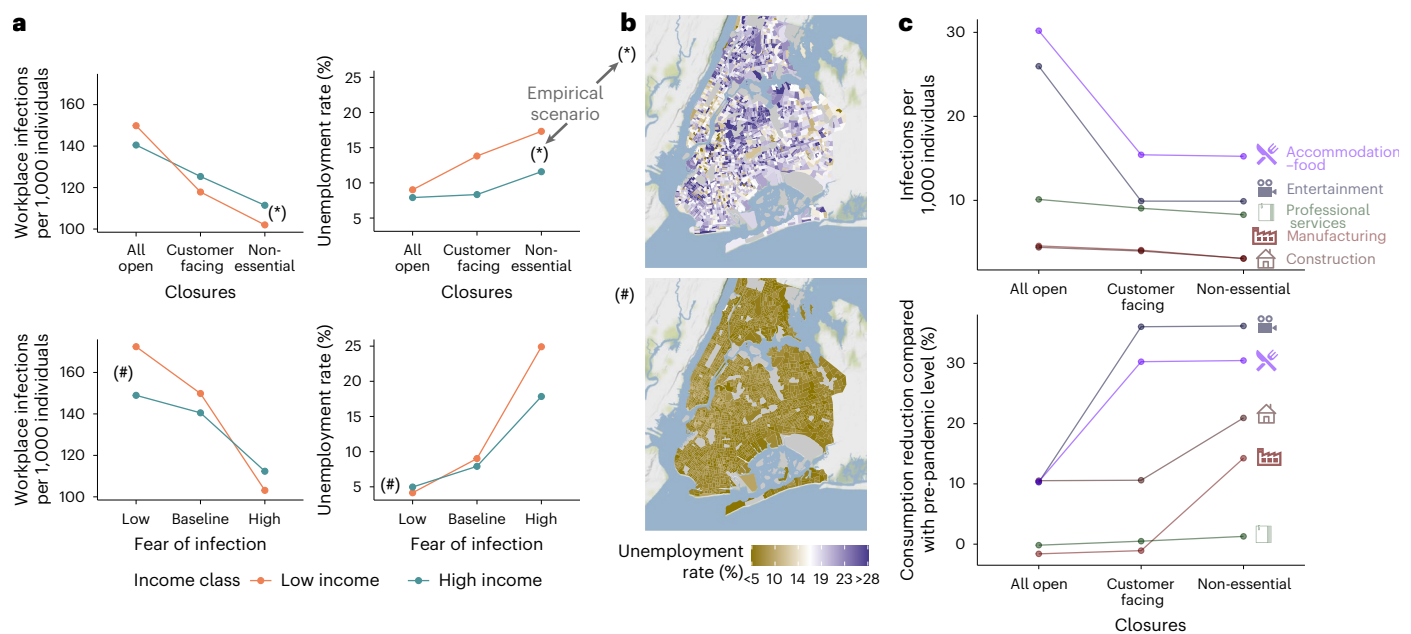 a
Workplace infections
per 1,000 individuals
160
140
120
100
All
open
Customer
facing
Non-
essential
(*)
Closures
Unemployment rate (%)
25
20
15
10
5
All
open
Customer
facing
Non-
essential
(*)
Closures
Empirical
scenario
Workplace infections
per 1,000 individuals
160
140
120
100
(#)
Low
Baseline
High
Fear of infection
Unemployment rate (%)
25
20
15
10
5
(#)
Low
Baseline
High
Fear of infection
Income class
Low income
High income
b
(*)
(#)
Unemployment
rate (%)
<5 10 14 19 23 >28
c
Infections per
1,000 individuals
30
20
10
All open
Customer
facing
Non-essential
Accommodation
–food
Entertainment
Professional
services
Manufacturing
Construction
Consumption reduction compared
with pre-pandemic level (%)
30
20
10
0
All open
Customer
facing
Non-essential
Closures